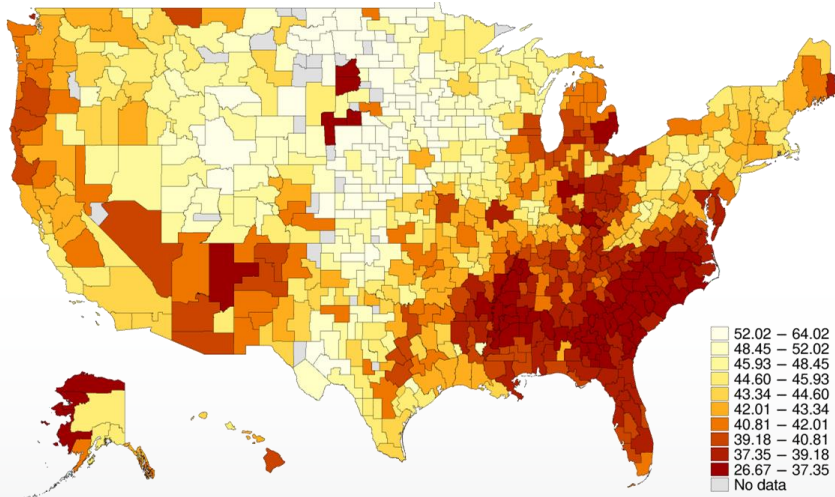 52.02 – 64.02
48.45 – 52.02
45.93 – 48.45
44.60 – 45.93
43.34 – 44.60
42.01 – 43.34
40.81 – 42.01
39.18 – 40.81
37.35 – 39.18
26.67 – 37.35
No data